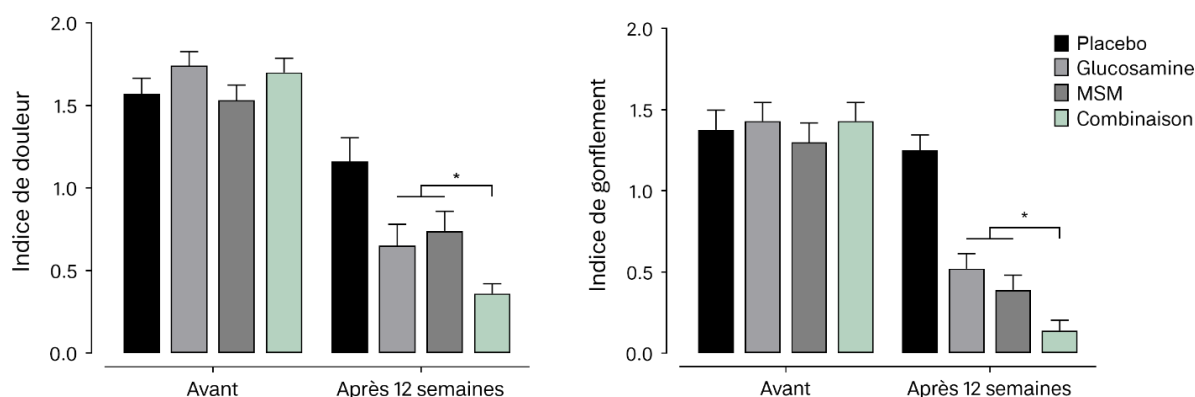 Indice de douleur
2.0
1.5
1.0
0.5
0.0
*
Avant
Après 12 semaines
Indice de gonflement
2.0
1.5
1.0
0.5
0.0
*
Avant
Après 12 semaines
Placebo
Glucosamine
MSM
Combinaison